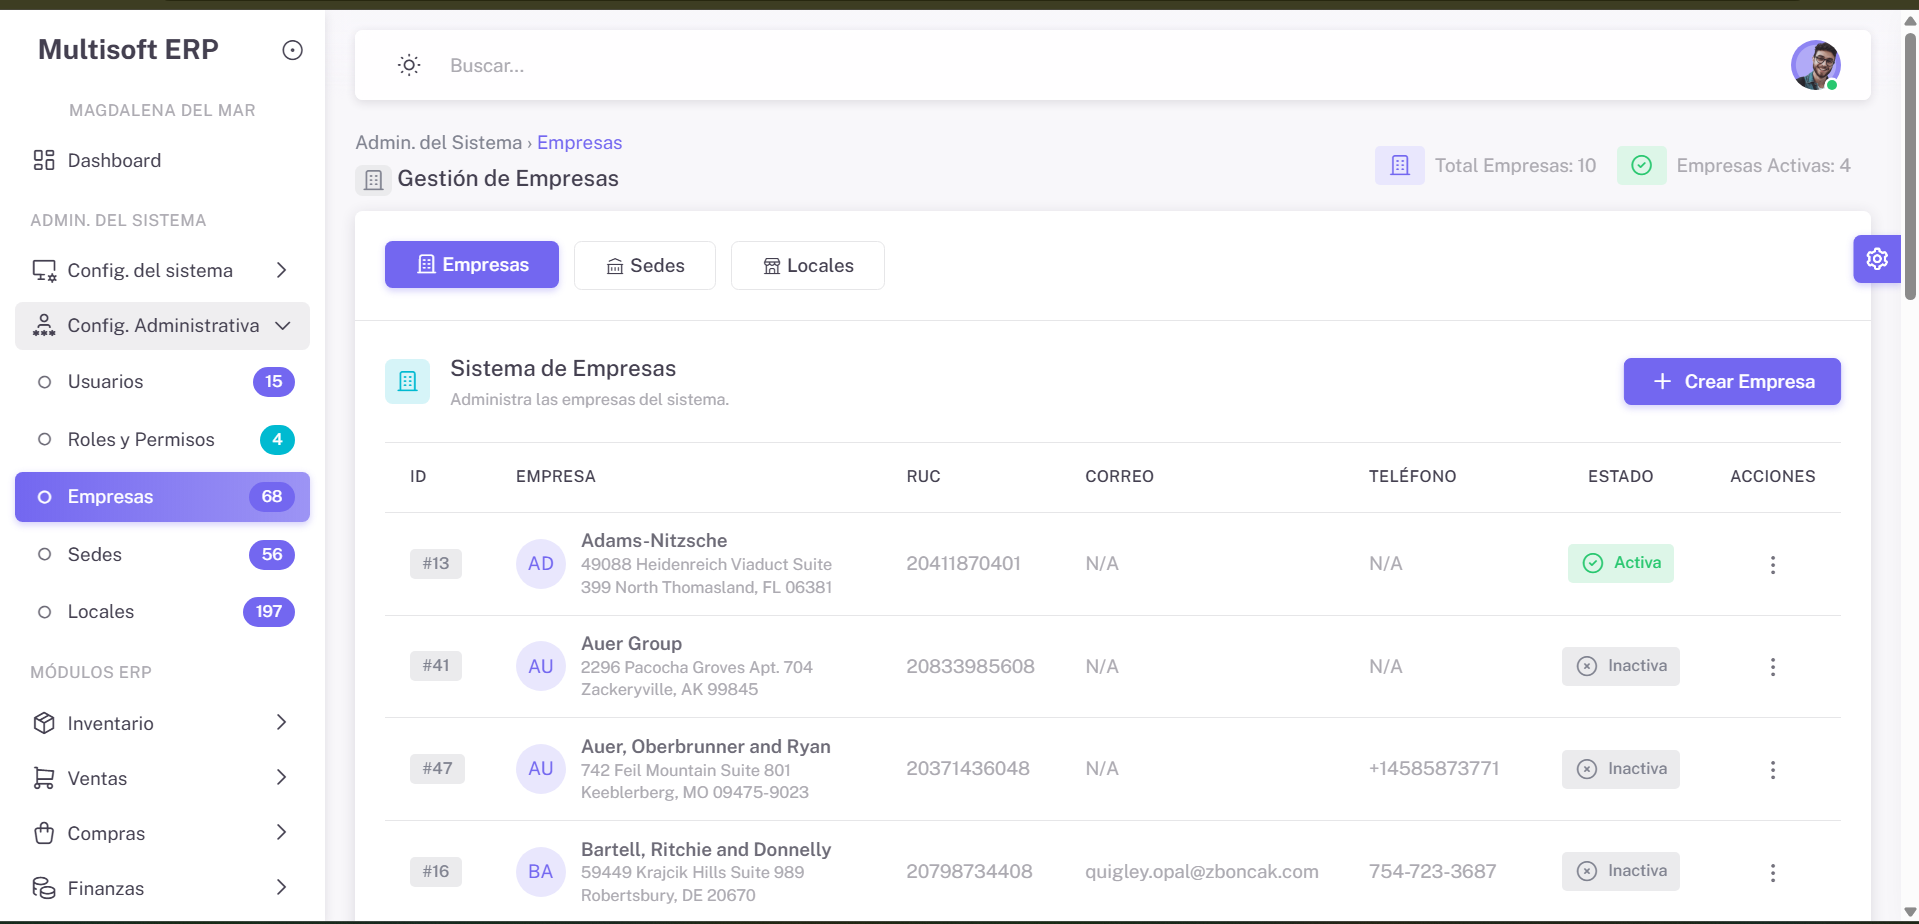 Multisoft ERP
MAGDALENA DEL MAR
Dashboard
ADMIN. DEL SISTEMA
Config. del sistema
Config. Administrativa
Usuarios 15
Roles y Permisos 4
Empresas 68
Sedes 56
Locales 197
MÓDULOS ERP
Inventario
Ventas
Compras
Finanzas
Buscar...
Admin. del Sistema › Empresas
Gestión de Empresas
Total Empresas: 10
Empresas Activas: 4
Empresas
Sedes
Locales
Sistema de Empresas
Administra las empresas del sistema.
+ Crear Empresa
ID EMPRESA RUC CORREO TELÉFONO ESTADO ACCIONES
#13 AD Adams-Nitzsche 20411870401 N/A N/A Activa
49088 Heidenreich Viaduct Suite
399 North Thomasland, FL 06381
#41 AU Auer Group 20833985608 N/A N/A Inactiva
2296 Pacocha Groves Apt. 704
Zackeryville, AK 99845
#47 AU Auer, Oberbrunner and Ryan 20371436048 N/A +14585873771 Inactiva
742 Feil Mountain Suite 801
Keeblerberg, MO 09475-9023
#16 BA Bartell, Ritchie and Donnelly 20798734408 quigley.opal@zboncak.com 754-723-3687 Inactiva
59449 Krajcik Hills Suite 989
Robertsbury, DE 20670